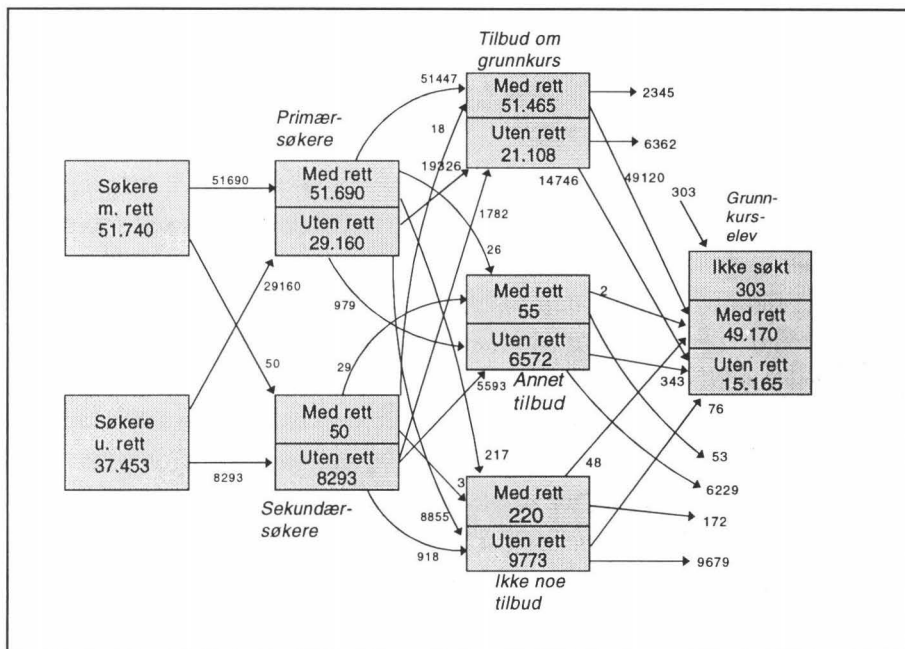 Tilbud om
grunnkurs
Med rett
51.465
Uten rett
21.108
51447
18
19326
1782
2345
6362
14746
49120
Primær-
søkere
Med rett
51.690
Uten rett
29.160
Søkere
m. rett
51.740
51690
29160
50
979
26
303
Grunn-
kurs-
elev
Ikke søkt
303
Med rett
49.170
Uten rett
15.165
Med rett
55
Uten rett
6572
Annet
tilbud
2
343
76
29
5593
Søkere
u. rett
37.453
8293
Med rett
50
Uten rett
8293
Sekundær-
søkere
217
3
8855
918
48
53
6229
172
9679
Med rett
220
Uten rett
9773
Ikke noe
tilbud